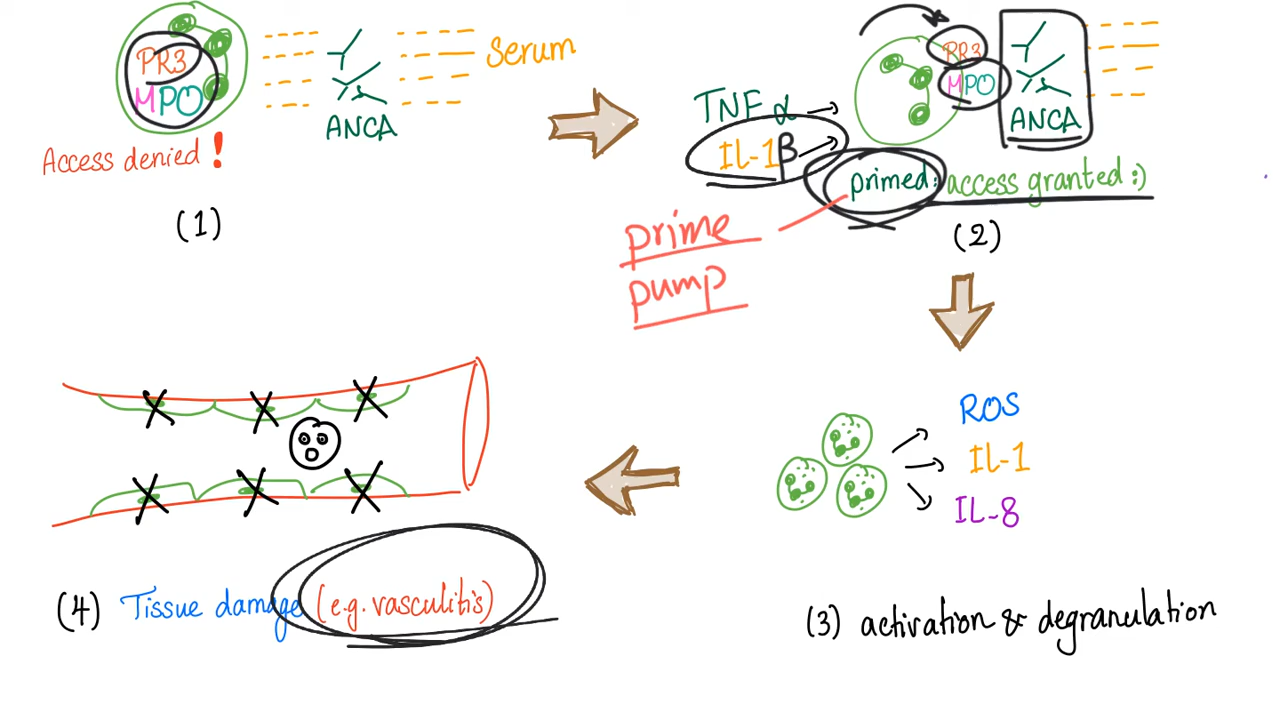 PR3
MPO
Access denied!
ANCA
Serum
(1)
TNF α →
IL-1β →
PR3
MPO
ANCA
primed: access granted :)
(2)
prime
pump
ROS
IL-1
IL-8
(3) activation & degranulation
(4) Tissue damage (e.g. vasculitis)